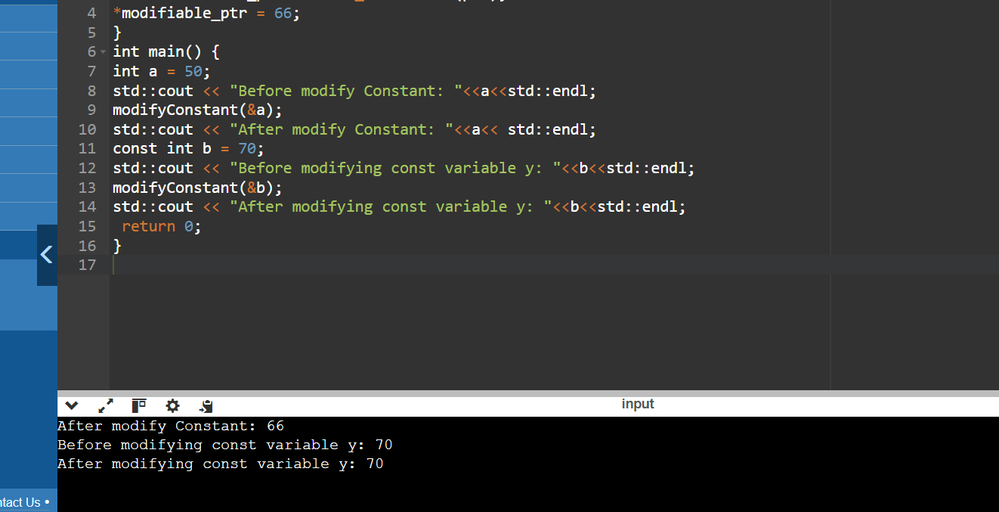 4 *modifiable_ptr = 66;
5 }
6 int main() {
7 int a = 50;
8 std::cout << "Before modify Constant: "<<a<<std::endl;
9 modifyConstant(&a);
10 std::cout << "After modify Constant: "<<a<< std::endl;
11 const int b = 70;
12 std::cout << "Before modifying const variable y: "<<b<<std::endl;
13 modifyConstant(&b);
14 std::cout << "After modifying const variable y: "<<b<<std::endl;
15 return 0;
16 }
17
input
After modify Constant: 66
Before modifying const variable y: 70
After modifying const variable y: 70
ntact Us •